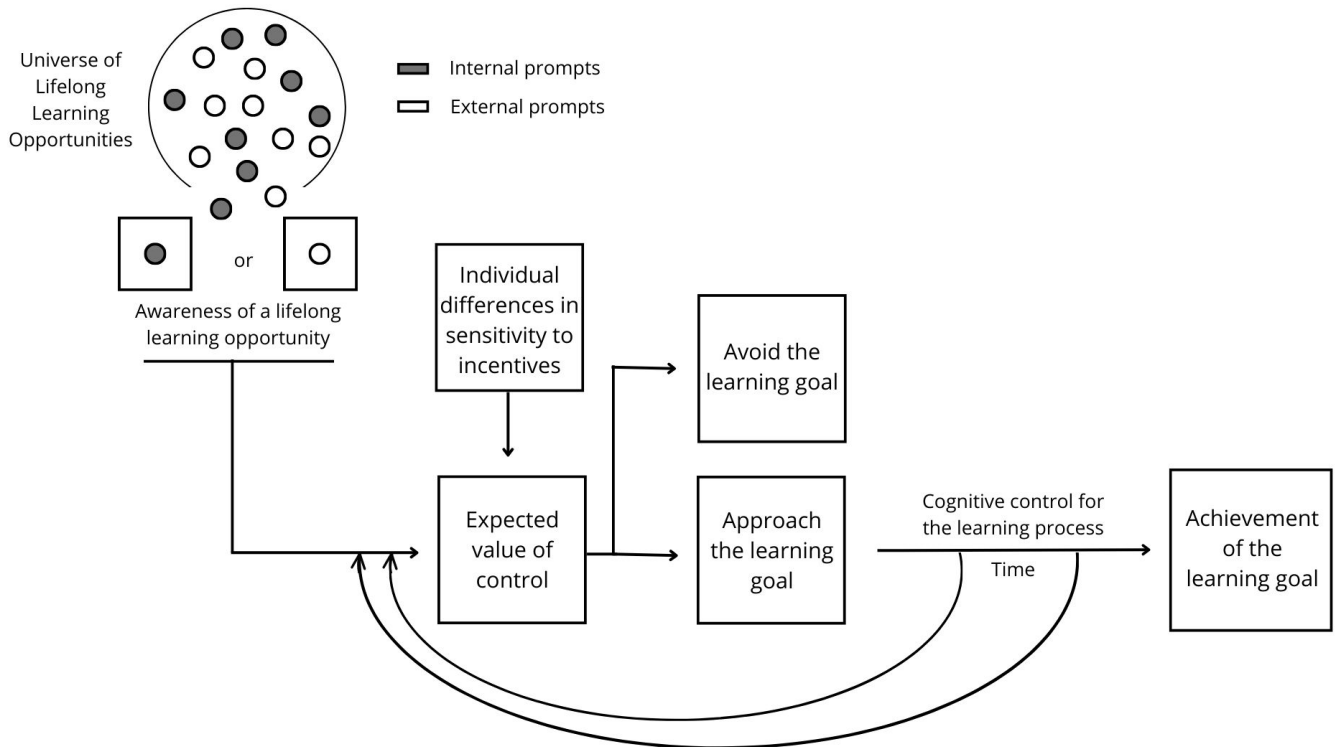 Universe of
Lifelong
Learning
Opportunities
Internal prompts
External prompts
or
Awareness of a lifelong
learning opportunity
Individual
differences in
sensitivity to
incentives
Avoid the
learning goal
Expected
value of
control
Approach
the learning
goal
Cognitive control for
the learning process
Time
Achievement
of the
learning goal